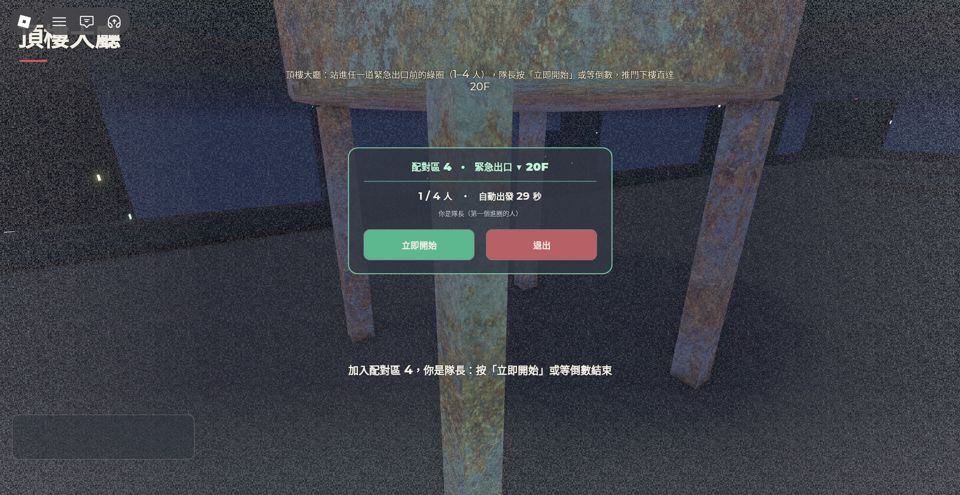 頂樓大廳
頂樓大廳：站進任一道緊急出口前的綠圈（1–4 人），隊長按「立即開始」或等倒數，推門下樓直達
20F
配對區 4 • 緊急出口 ▼ 20F
1 / 4 人 • 自動出發 29 秒
你是隊長（第一個進圈的人）
立即開始
退出
加入配對區 4，你是隊長：按「立即開始」或等倒數結束